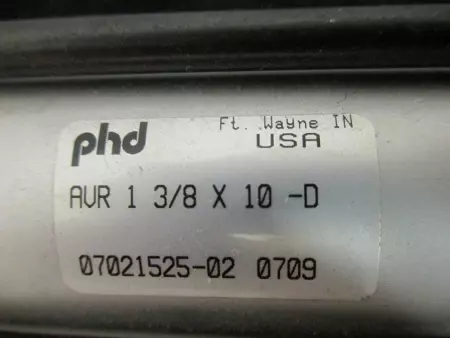 phd
Ft. Wayne IN
USA
AVR 1 3/8 X 10 -D
07021525-02 0709